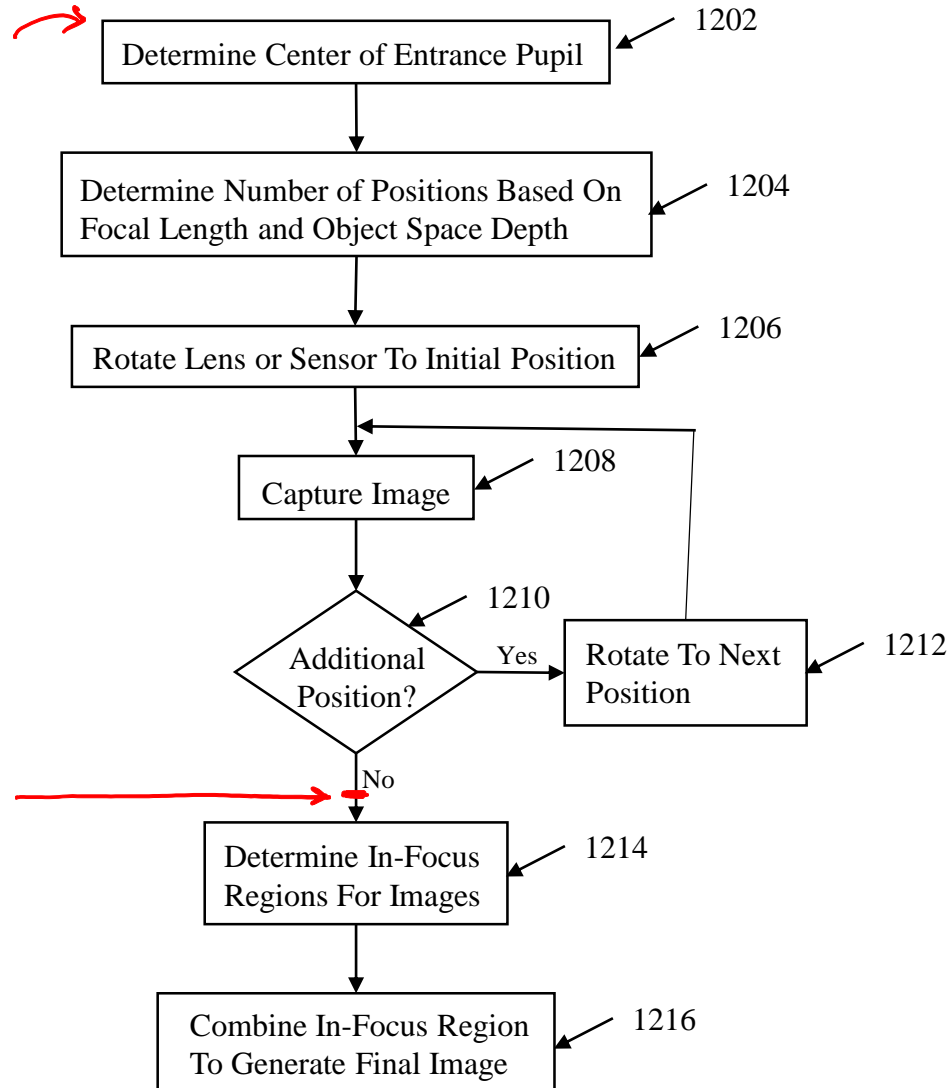 1202
Determine Center of Entrance Pupil
1204
Determine Number of Positions Based On
Focal Length and Object Space Depth
1206
Rotate Lens or Sensor To Initial Position
1208
Capture Image
1210
Additional
Position?
Yes
Rotate To Next
Position
1212
No
1214
Determine In-Focus
Regions For Images
1216
Combine In-Focus Region
To Generate Final Image